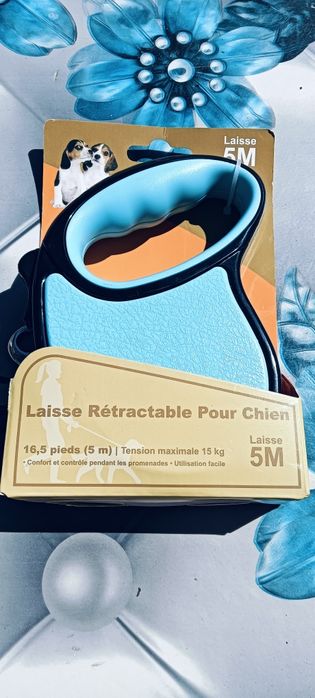 Laisse
5M
Laisse Rétractable Pour Chien
16,5 pieds (5 m) | Tension maximale 15 kg
• Confort et contrôle pendant les promenades • Utilisation facile
Laisse
5M